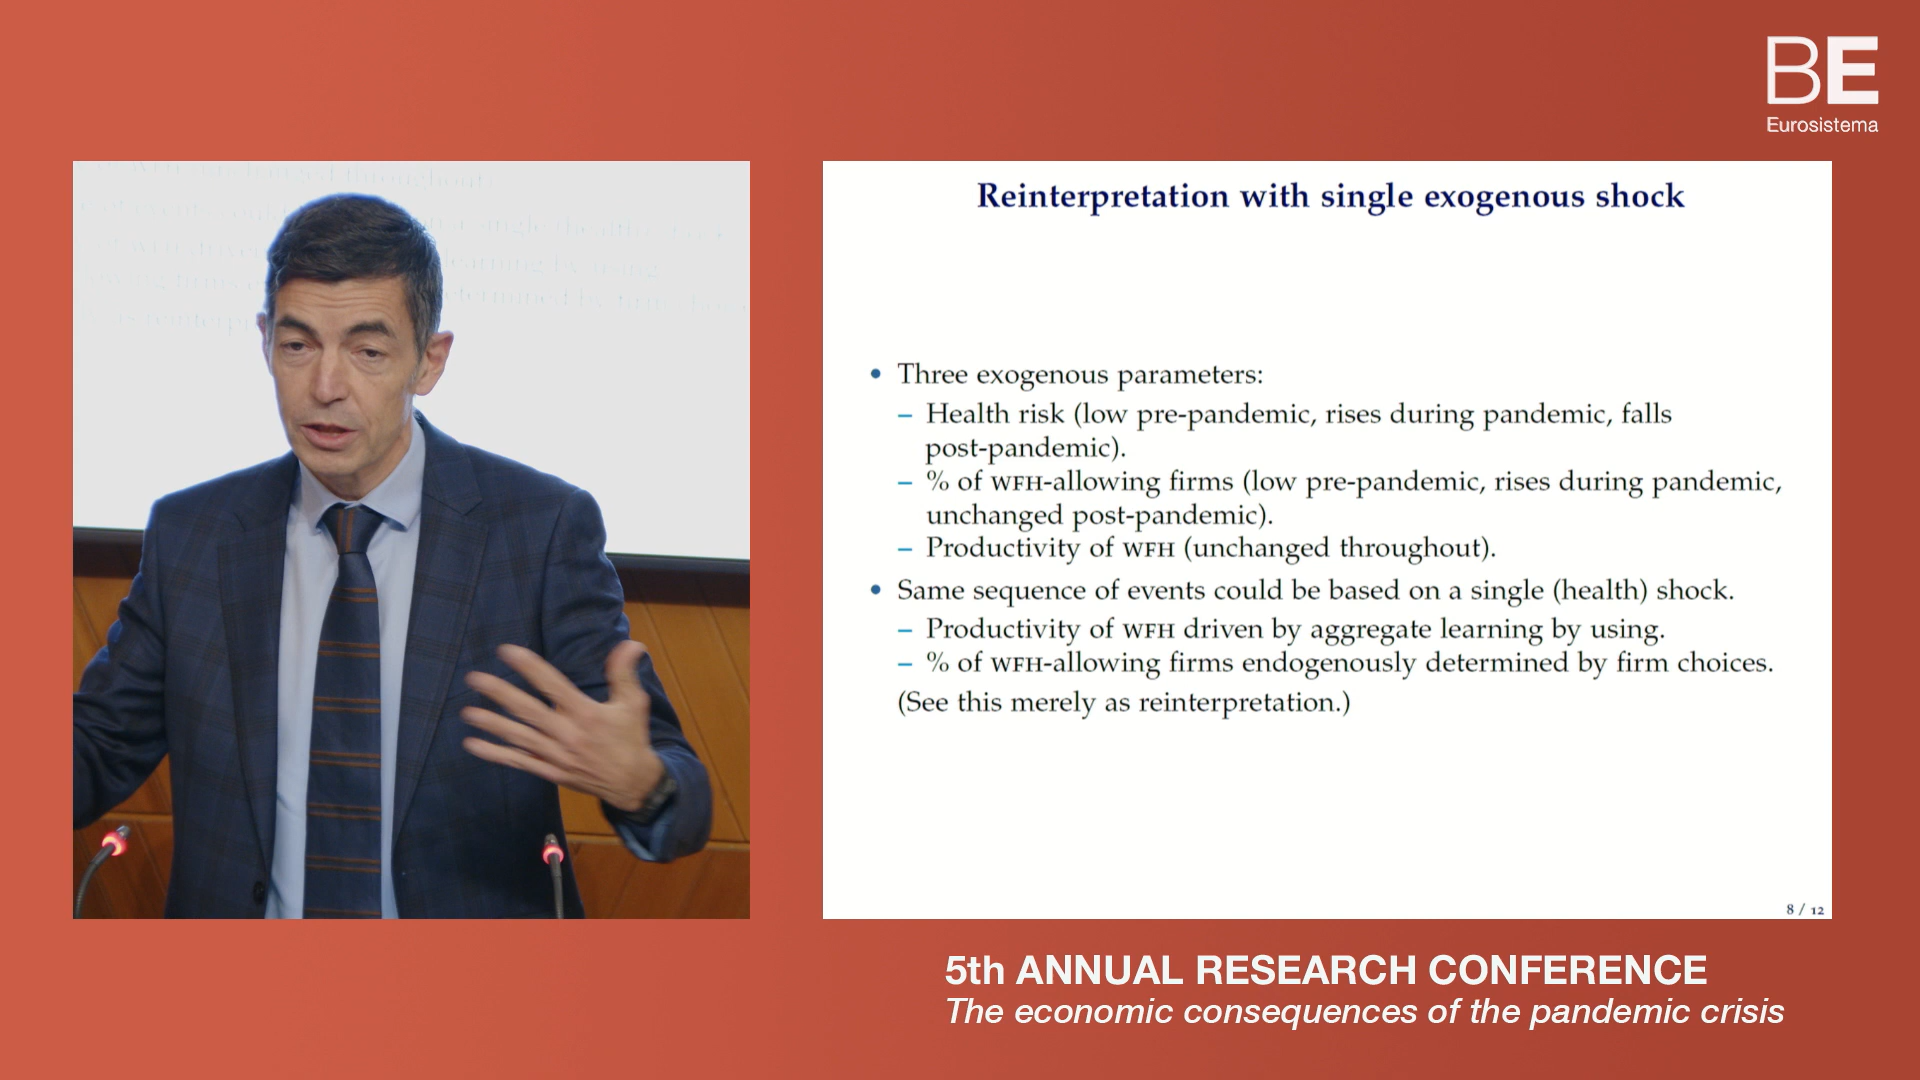 BE
Eurosistema
Reinterpretation with single exogenous shock
• Three exogenous parameters:
– Health risk (low pre-pandemic, rises during pandemic, falls
post-pandemic).
– % of WFH-allowing firms (low pre-pandemic, rises during pandemic,
unchanged post-pandemic).
– Productivity of WFH (unchanged throughout).
• Same sequence of events could be based on a single (health) shock.
– Productivity of WFH driven by aggregate learning by using.
– % of WFH-allowing firms endogenously determined by firm choices.
(See this merely as reinterpretation.)
8 / 12
5th ANNUAL RESEARCH CONFERENCE
The economic consequences of the pandemic crisis